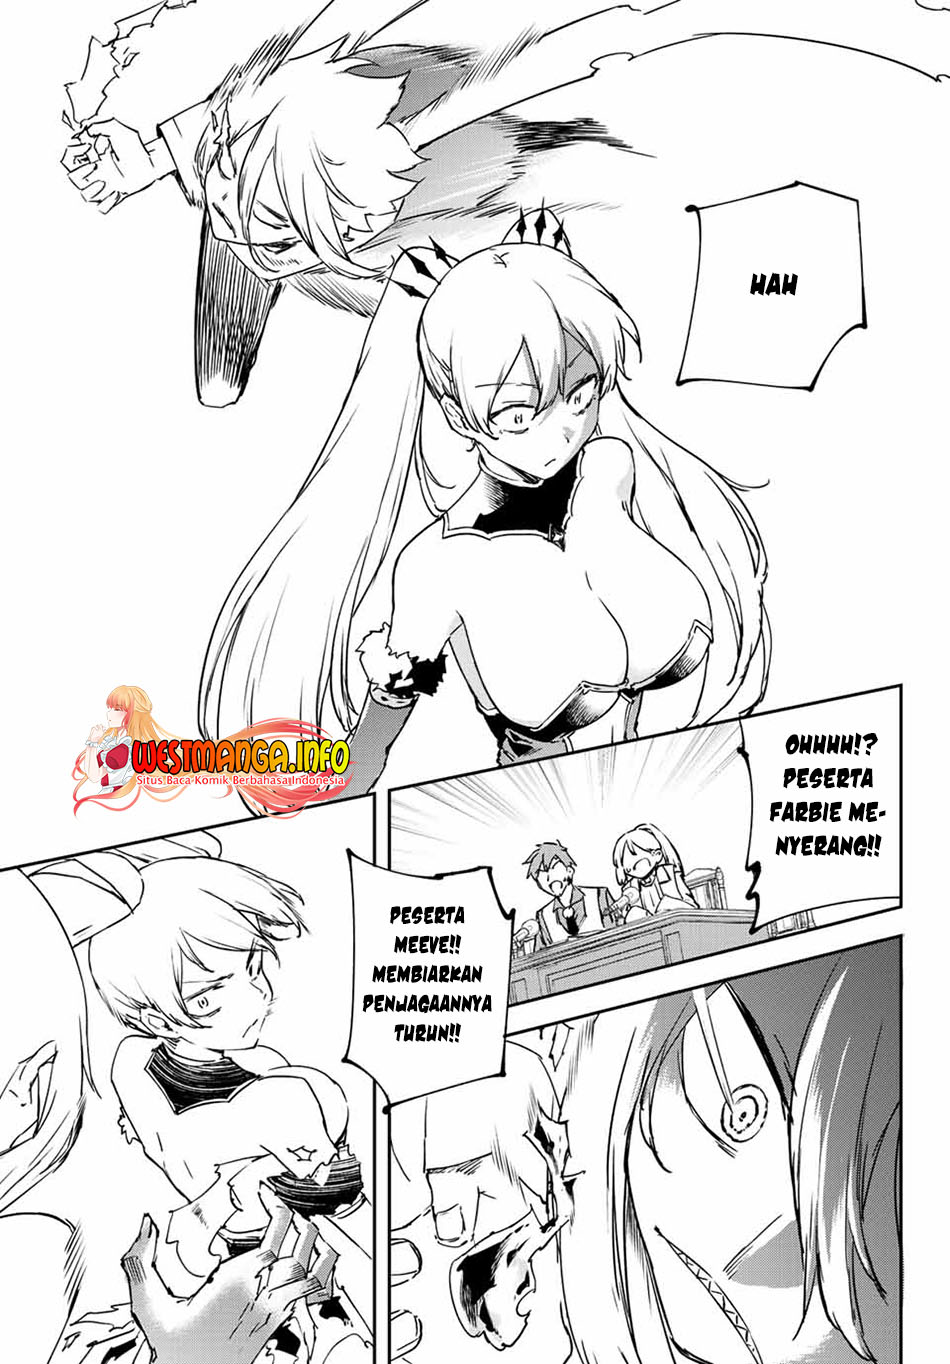 HAH
OHHHH!?
PESERTA
FARBIE ME-
NYERANG!!
PESERTA
MEEVE!!
MEMBIARKAN
PENJAGAANNYA
TURUN!!
WESTMANGA.INFO
Situs Baca Komik Berbahasa Indonesia